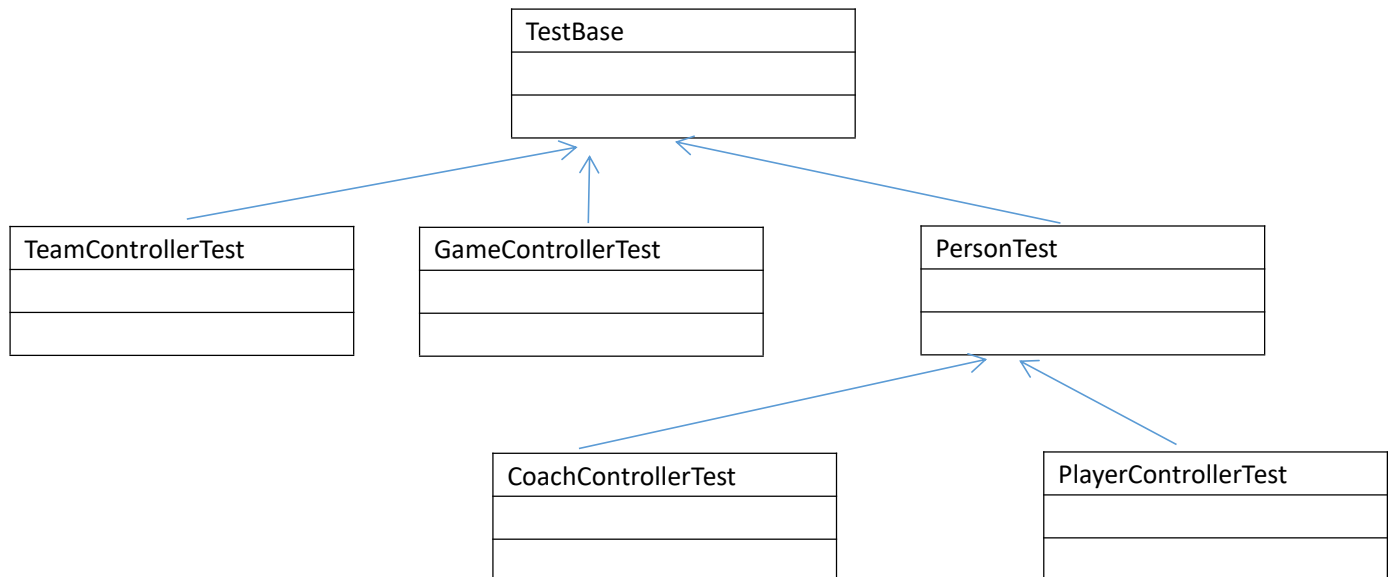 TestBase
TeamControllerTest
GameControllerTest
PersonTest
CoachControllerTest
PlayerControllerTest